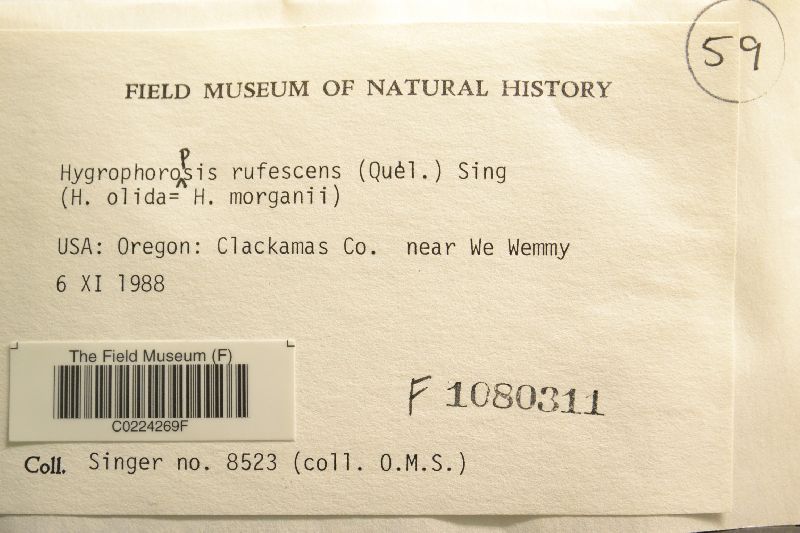 59
FIELD MUSEUM OF NATURAL HISTORY
Hygrophoropsis rufescens (Quél.) Sing
(H. olida= H. morganii)
USA: Oregon: Clackamas Co. near We Wemmy
6 XI 1988
The Field Museum (F)
C0224269F
F 1080311
Coll. Singer no. 8523 (coll. O.M.S.)